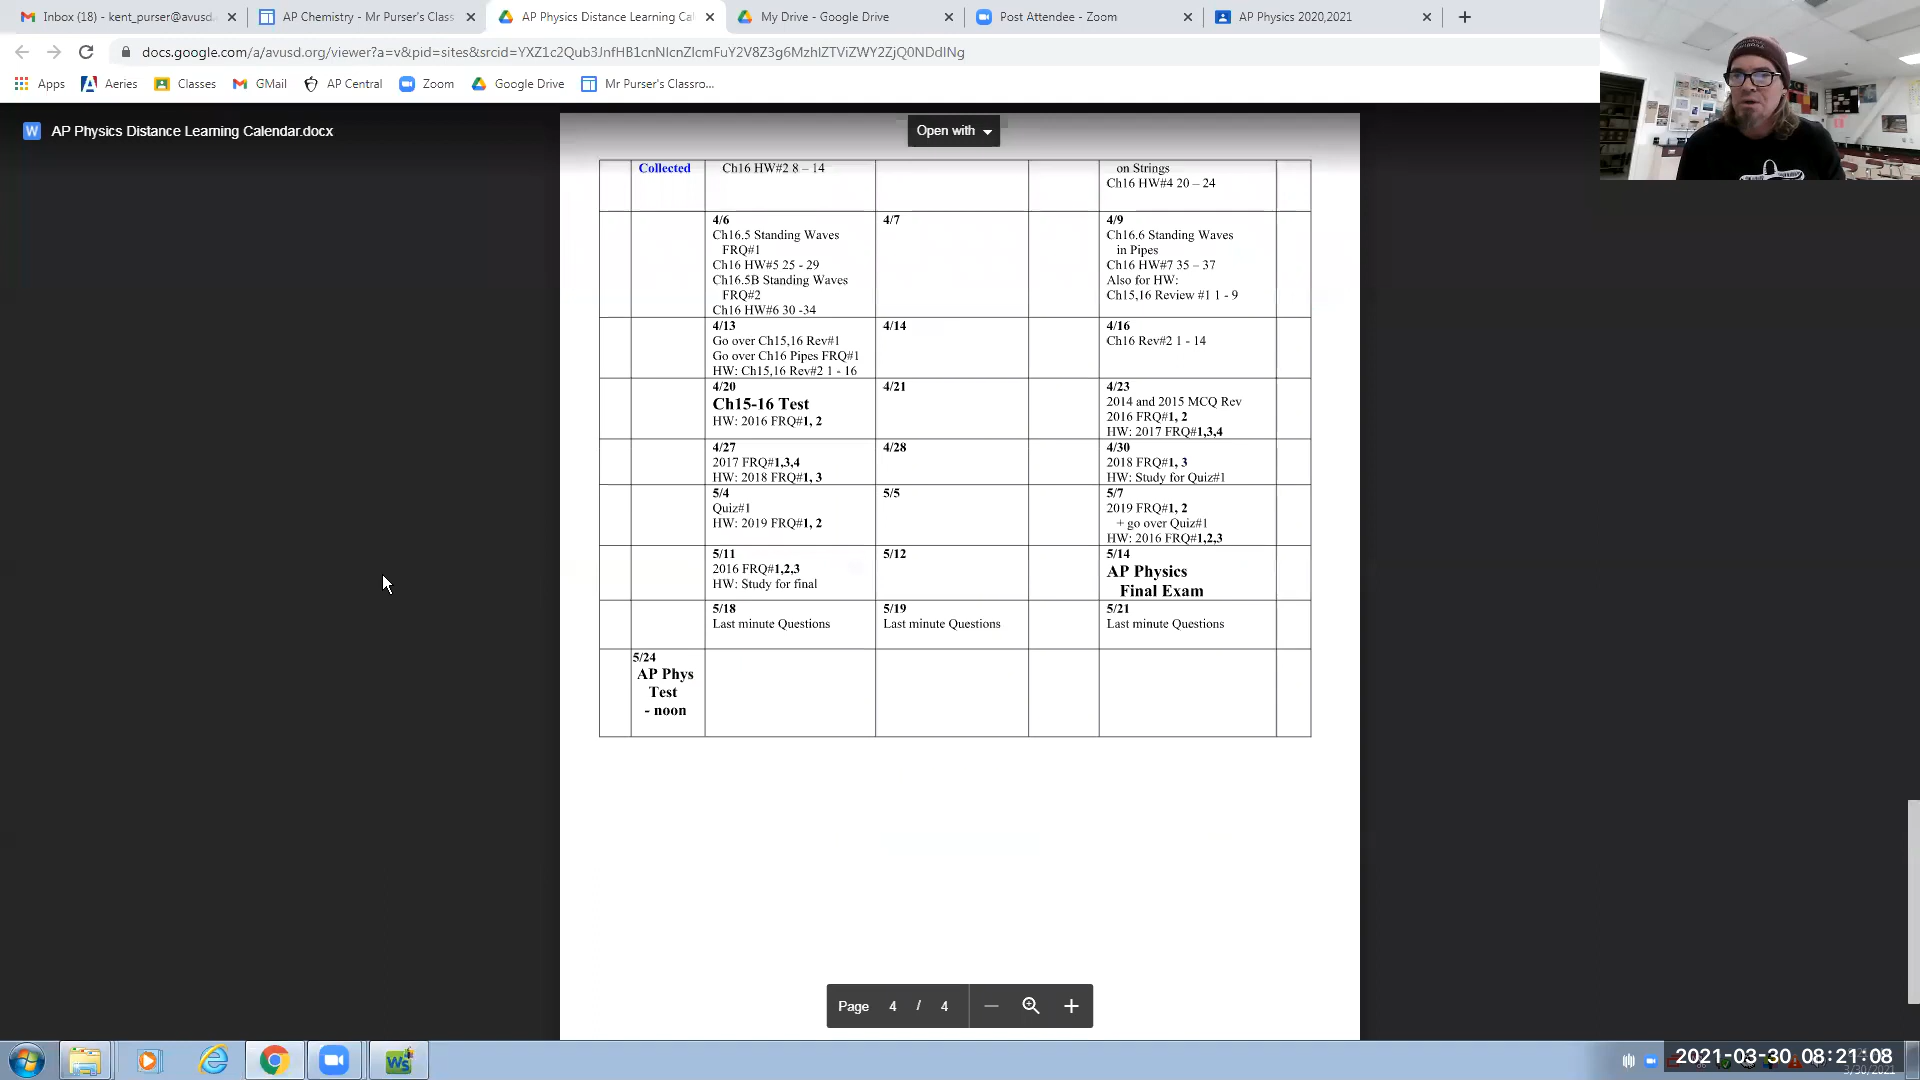 Inbox (18) - kent_purser@avusd.
AP Chemistry - Mr Purser's Class
AP Physics Distance Learning Cal
My Drive - Google Drive
Post Attendee - Zoom
AP Physics 2020,2021
docs.google.com/a/avusd.org/viewer?a=v&pid=sites&srcid=YXZ1c2Qub3JnfHB1cnNlcnZlcmFuY2V8Z3g6MzhlZTViZWY2ZjQ0NDdlNg
Apps
Aeries
Classes
GMail
AP Central
Zoom
Google Drive
Mr Purser's Classro...
W AP Physics Distance Learning Calendar.docx
Open with
Collected
Ch16 HW#2 8 – 14
on Strings
Ch16 HW#4 20 – 24
4/6
Ch16.5 Standing Waves
FRQ#1
Ch16 HW#5 25 - 29
Ch16.5B Standing Waves
FRQ#2
Ch16 HW#6 30 -34
4/7
4/9
Ch16.6 Standing Waves
in Pipes
Ch16 HW#7 35 – 37
Also for HW:
Ch15,16 Review #1 1 - 9
4/13
Go over Ch15,16 Rev#1
Go over Ch16 Pipes FRQ#1
HW: Ch15,16 Rev#2 1 - 16
4/14
4/16
Ch16 Rev#2 1 - 14
4/20
Ch15-16 Test
HW: 2016 FRQ#1, 2
4/21
4/23
2014 and 2015 MCQ Rev
2016 FRQ#1, 2
HW: 2017 FRQ#1,3,4
4/27
2017 FRQ#1,3,4
HW: 2018 FRQ#1, 3
4/28
4/30
2018 FRQ#1, 3
HW: Study for Quiz#1
5/4
Quiz#1
HW: 2019 FRQ#1, 2
5/5
5/7
2019 FRQ#1, 2
+ go over Quiz#1
HW: 2016 FRQ#1,2,3
5/11
2016 FRQ#1,2,3
HW: Study for final
5/12
5/14
AP Physics
Final Exam
5/18
Last minute Questions
5/19
Last minute Questions
5/21
Last minute Questions
5/24
AP Phys
Test
- noon
Page 4 / 4
2021-03-30 08:21:08
3/30/2021